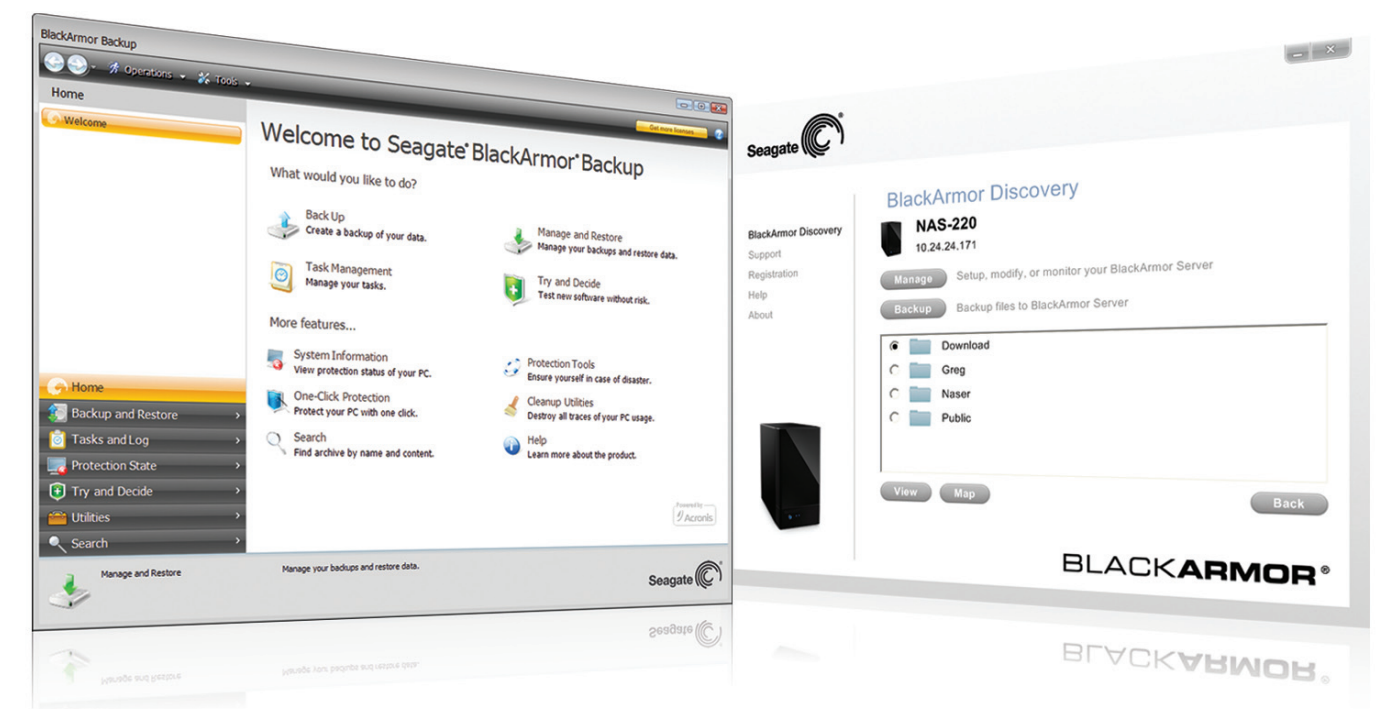 BlackArmor Backup
Operations
Tools
Home
Welcome
Get more licenses
Welcome to Seagate® BlackArmor® Backup
What would you like to do?
Back Up
Create a backup of your data.
Manage and Restore
Manage your backups and restore data.
Task Management
Manage your tasks.
Try and Decide
Test new software without risk.
More features...
System Information
View protection status of your PC.
Protection Tools
Ensure yourself in case of disaster.
One-Click Protection
Protect your PC with one click.
Cleanup Utilities
Destroy all traces of your PC usage.
Search
Find archive by name and content.
Help
Learn more about the product.
Home
Backup and Restore
Tasks and Log
Protection State
Try and Decide
Utilities
Search
Powered by
Acronis
Manage and Restore
Manage your backups and restore data.
Seagate
Seagate
BlackArmor Discovery
Support
Registration
Help
About
BlackArmor Discovery
NAS-220
10.24.24.171
Manage
Setup, modify, or monitor your BlackArmor Server
Backup
Backup files to BlackArmor Server
Download
Greg
Naser
Public
View
Map
Back
BLACKARMOR®